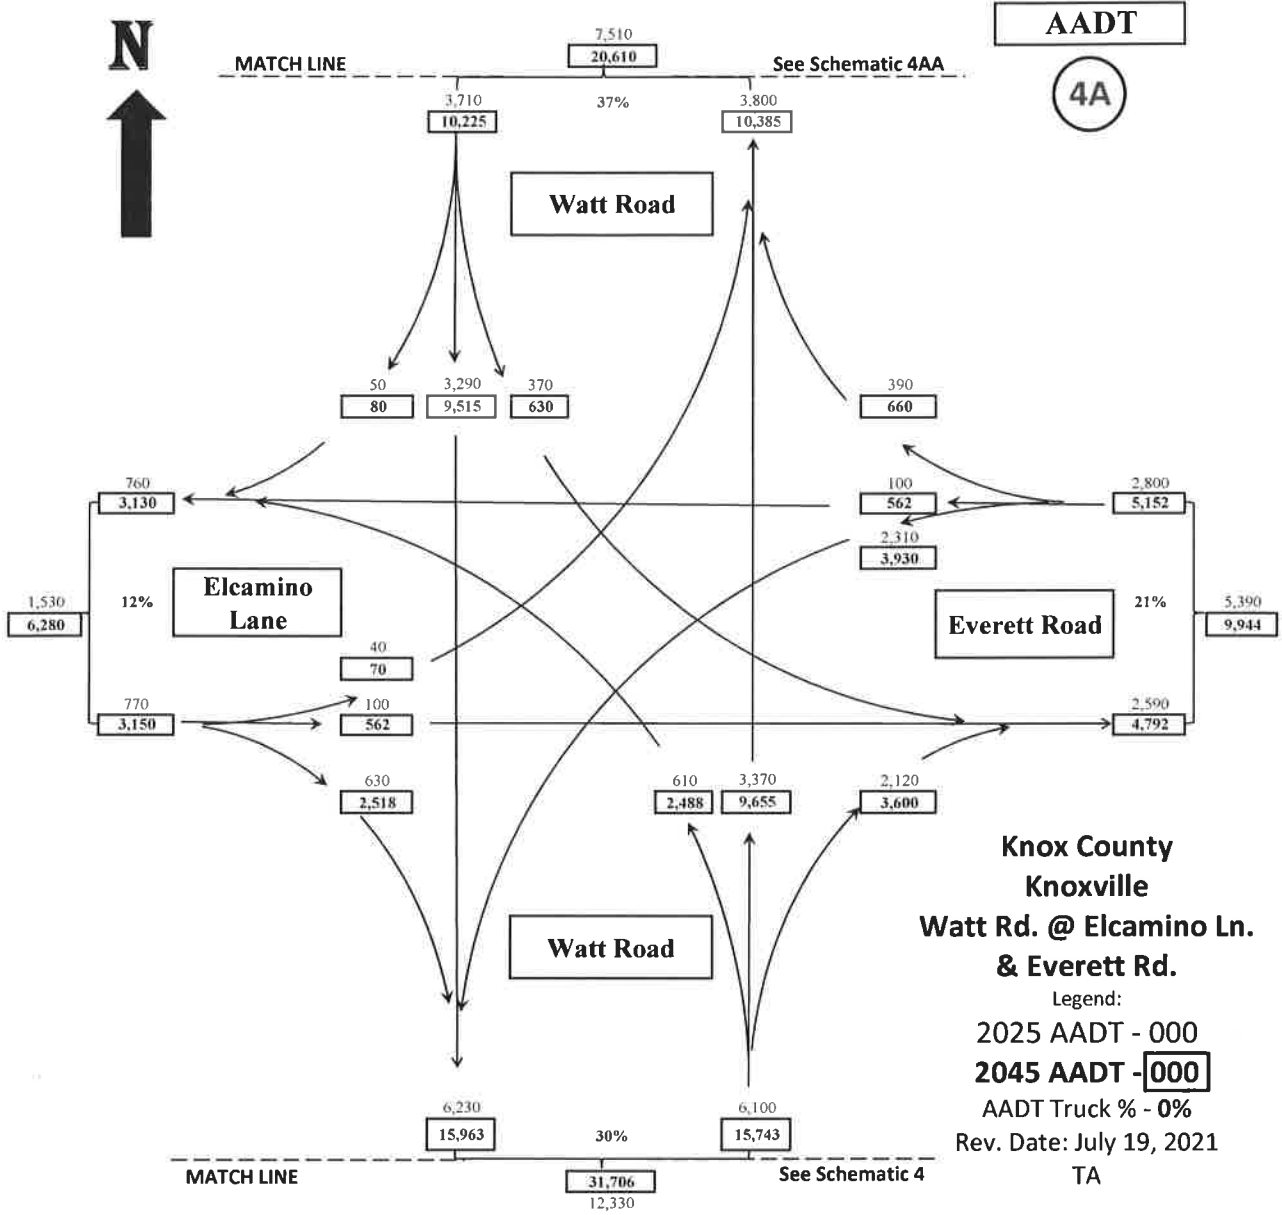 N
AADT
4A
7,510
20,610
MATCH LINE
See Schematic 4AA
3,710
37%
3,800
10,225
10,385
Watt Road
50
3,290
370
390
80
9,515
630
660
760
100
2,800
3,130
562
5,152
2,310
3,930
1,530
12%
Elcamino
Lane
Everett Road
21%
5,390
6,280
9,944
40
70
770
100
2,590
3,150
562
4,792
630
610
3,370
2,120
2,518
2,488
9,655
3,600
Watt Road
Knox County
Knoxville
Watt Rd. @ Elcamino Ln.
& Everett Rd.
Legend:
2025 AADT - 000
2045 AADT - 000
AADT Truck % - 0%
Rev. Date: July 19, 2021
TA
6,230
6,100
15,963
30%
15,743
MATCH LINE
See Schematic 4
31,706
12,330